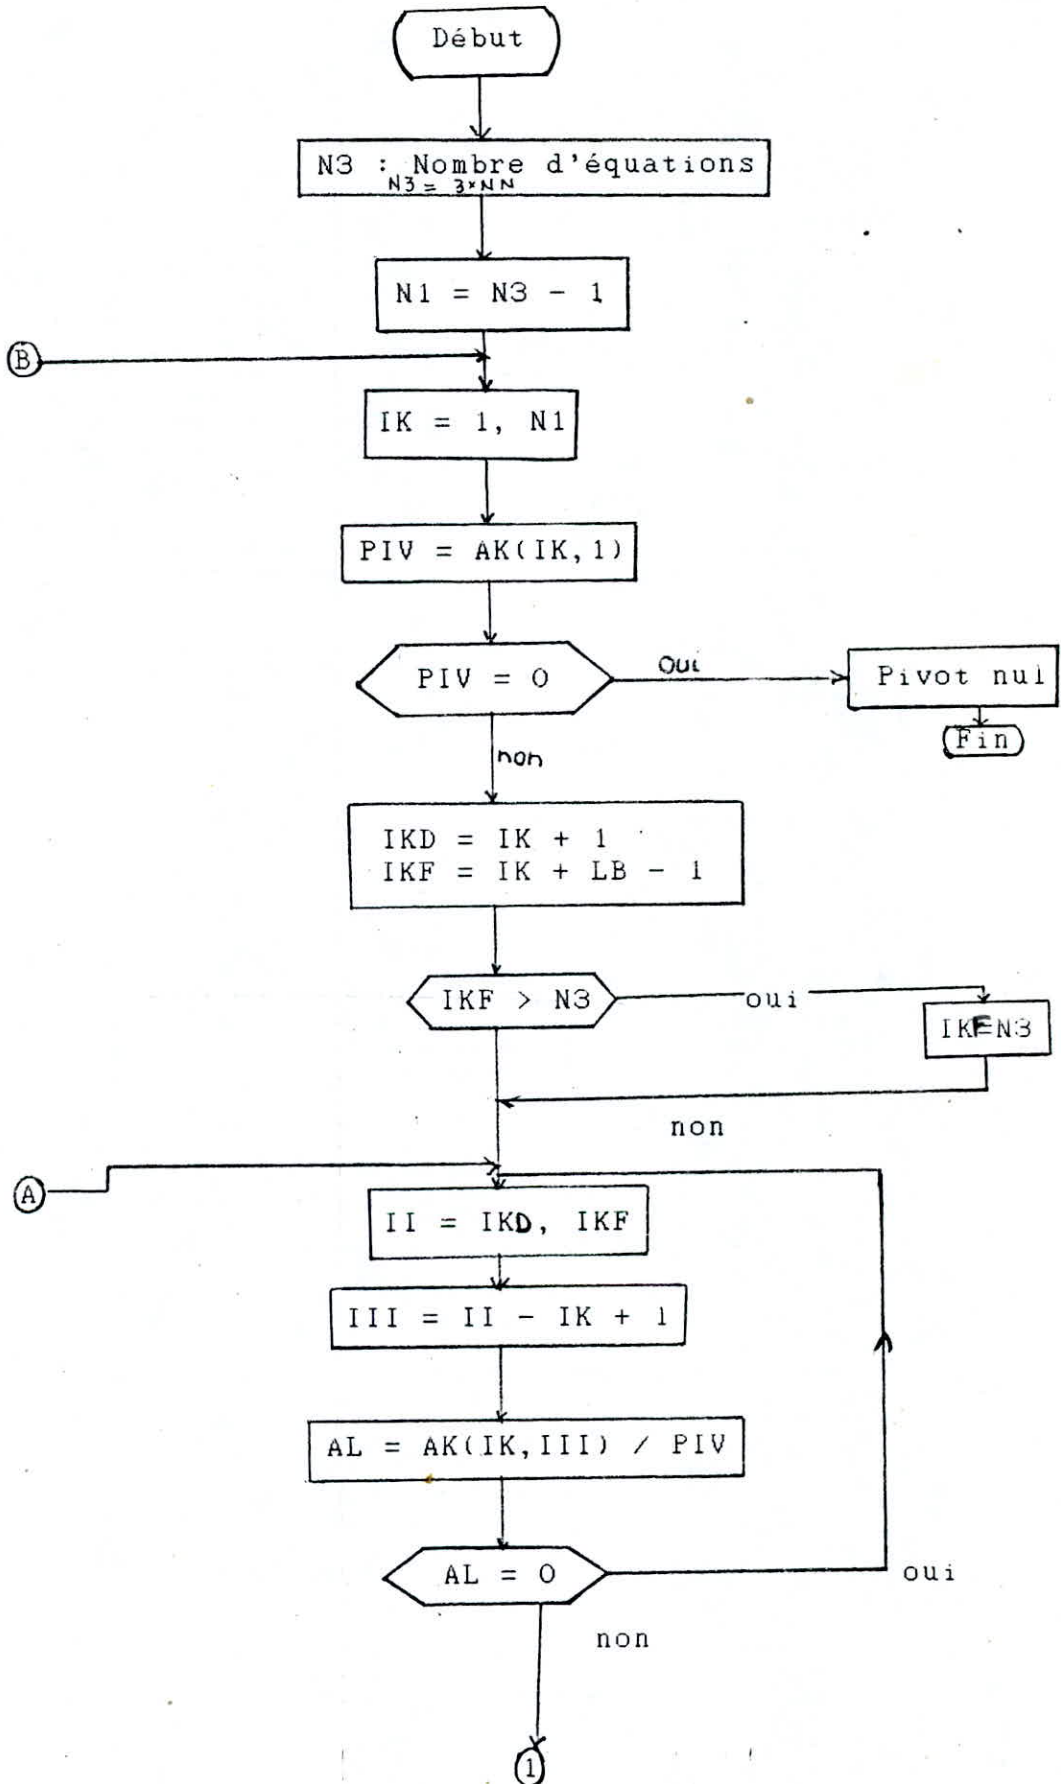 Début
N3 : Nombre d'équations
N3 = 3*NN
N1 = N3 - 1
B
IK = 1, N1
PIV = AK(IK,1)
PIV = 0
Oui
Pivot nul
Fin
non
IKD = IK + 1
IKF = IK + LB - 1
IKF > N3
oui
IKF=N3
non
A
II = IKD, IKF
III = II - IK + 1
AL = AK(IK,III) / PIV
AL = 0
oui
non
1